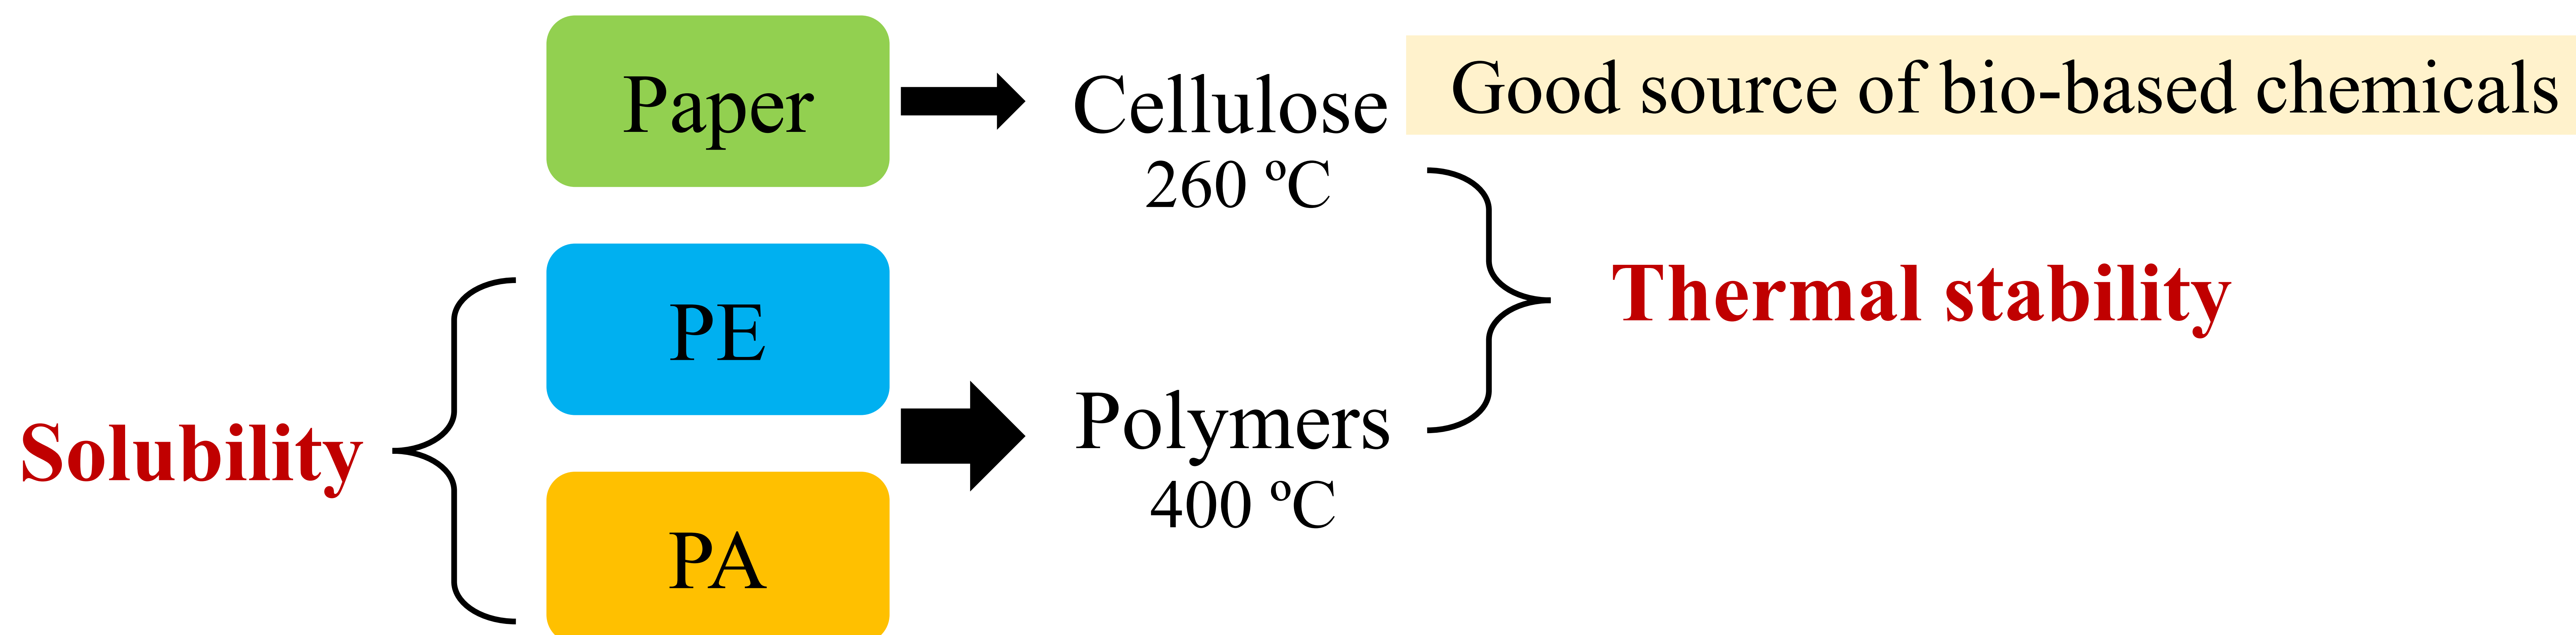 Paper
Cellulose
260 ºC
Good source of bio-based chemicals
PE
Thermal stability
Solubility
Polymers
400 ºC
PA